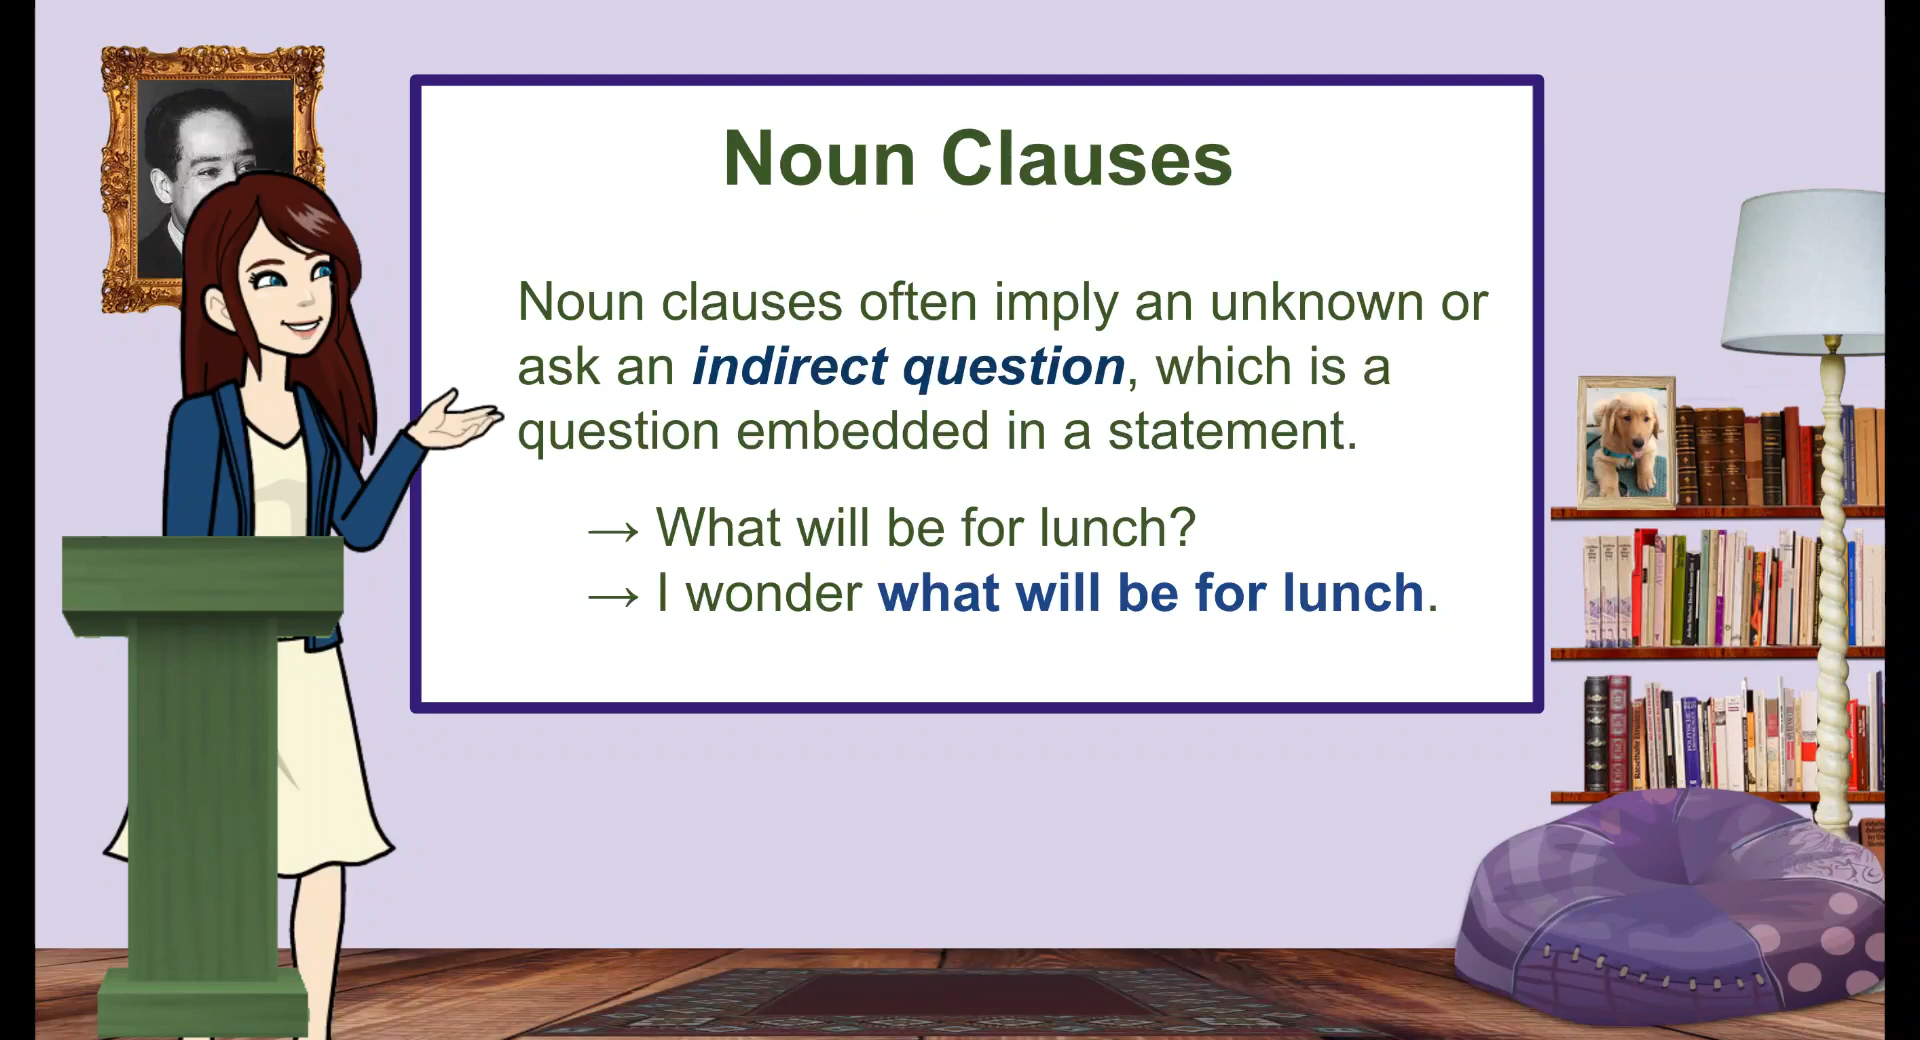 Noun Clauses
Noun clauses often imply an unknown or
ask an indirect question, which is a
question embedded in a statement.
→ What will be for lunch?
→ I wonder what will be for lunch.